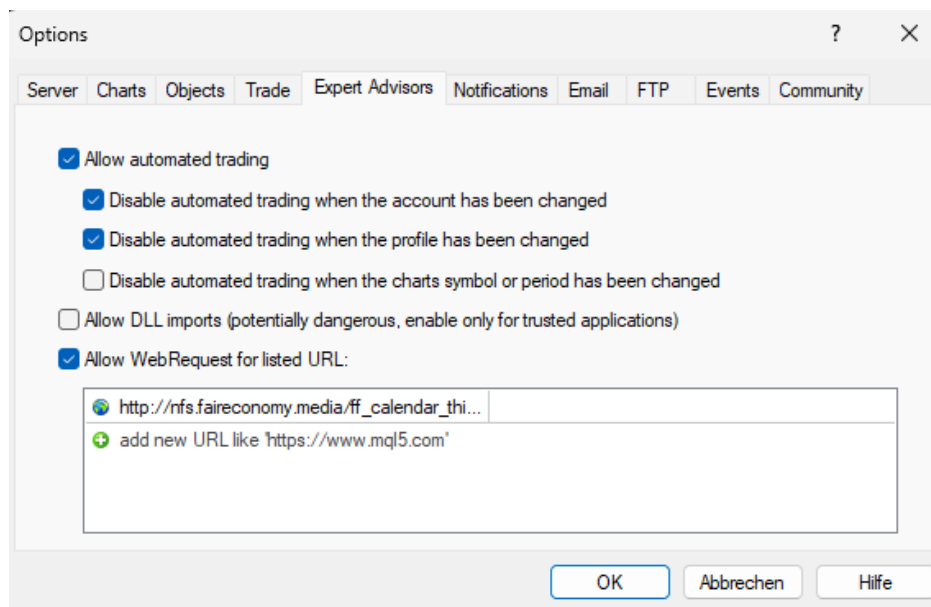 Options
Server Charts Objects Trade Expert Advisors Notifications Email FTP Events Community
Allow automated trading
Disable automated trading when the account has been changed
Disable automated trading when the profile has been changed
Disable automated trading when the charts symbol or period has been changed
Allow DLL imports (potentially dangerous, enable only for trusted applications)
Allow WebRequest for listed URL:
http://nfs.faireconomy.media/ff_calendar_thi...
add new URL like 'https://www.mql5.com'
OK Abbrechen Hilfe